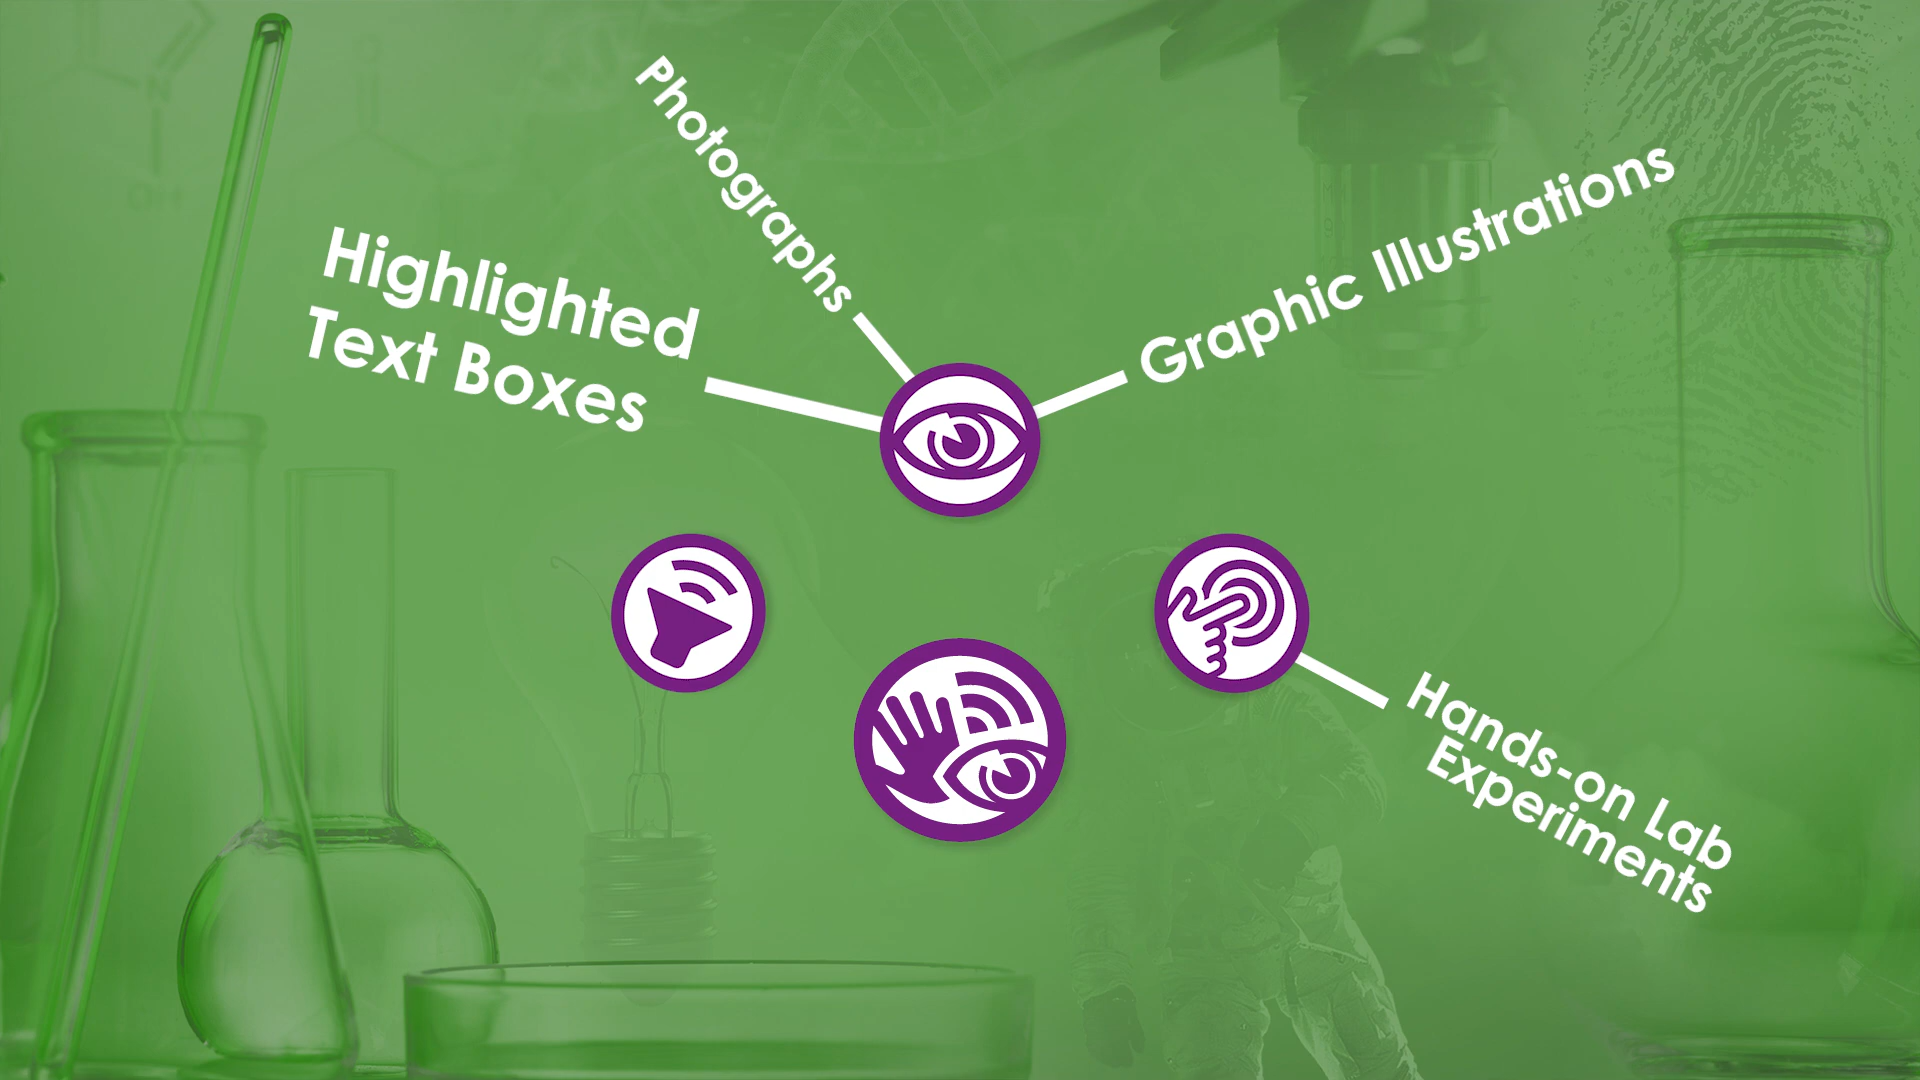 Photographs
Highlighted
Text Boxes
Graphic Illustrations
Hands-on Lab
Experiments